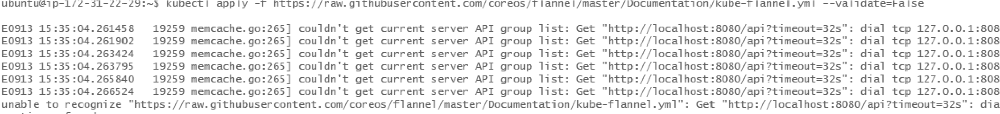 ubuntu@ip-172-31-22-29:~$ kubectl apply -f https://raw.githubusercontent.com/coreos/flannel/master/Documentation/kube-flannel.yml --validate=False
E0913 15:35:04.261458   19259 memcache.go:265] couldn't get current server API group list: Get "http://localhost:8080/api?timeout=32s": dial tcp 127.0.0.1:808
E0913 15:35:04.261902   19259 memcache.go:265] couldn't get current server API group list: Get "http://localhost:8080/api?timeout=32s": dial tcp 127.0.0.1:808
E0913 15:35:04.263424   19259 memcache.go:265] couldn't get current server API group list: Get "http://localhost:8080/api?timeout=32s": dial tcp 127.0.0.1:808
E0913 15:35:04.263795   19259 memcache.go:265] couldn't get current server API group list: Get "http://localhost:8080/api?timeout=32s": dial tcp 127.0.0.1:808
E0913 15:35:04.265840   19259 memcache.go:265] couldn't get current server API group list: Get "http://localhost:8080/api?timeout=32s": dial tcp 127.0.0.1:808
E0913 15:35:04.266524   19259 memcache.go:265] couldn't get current server API group list: Get "http://localhost:8080/api?timeout=32s": dial tcp 127.0.0.1:808
unable to recognize "https://raw.githubusercontent.com/coreos/flannel/master/Documentation/kube-flannel.yml": Get "http://localhost:8080/api?timeout=32s": dia